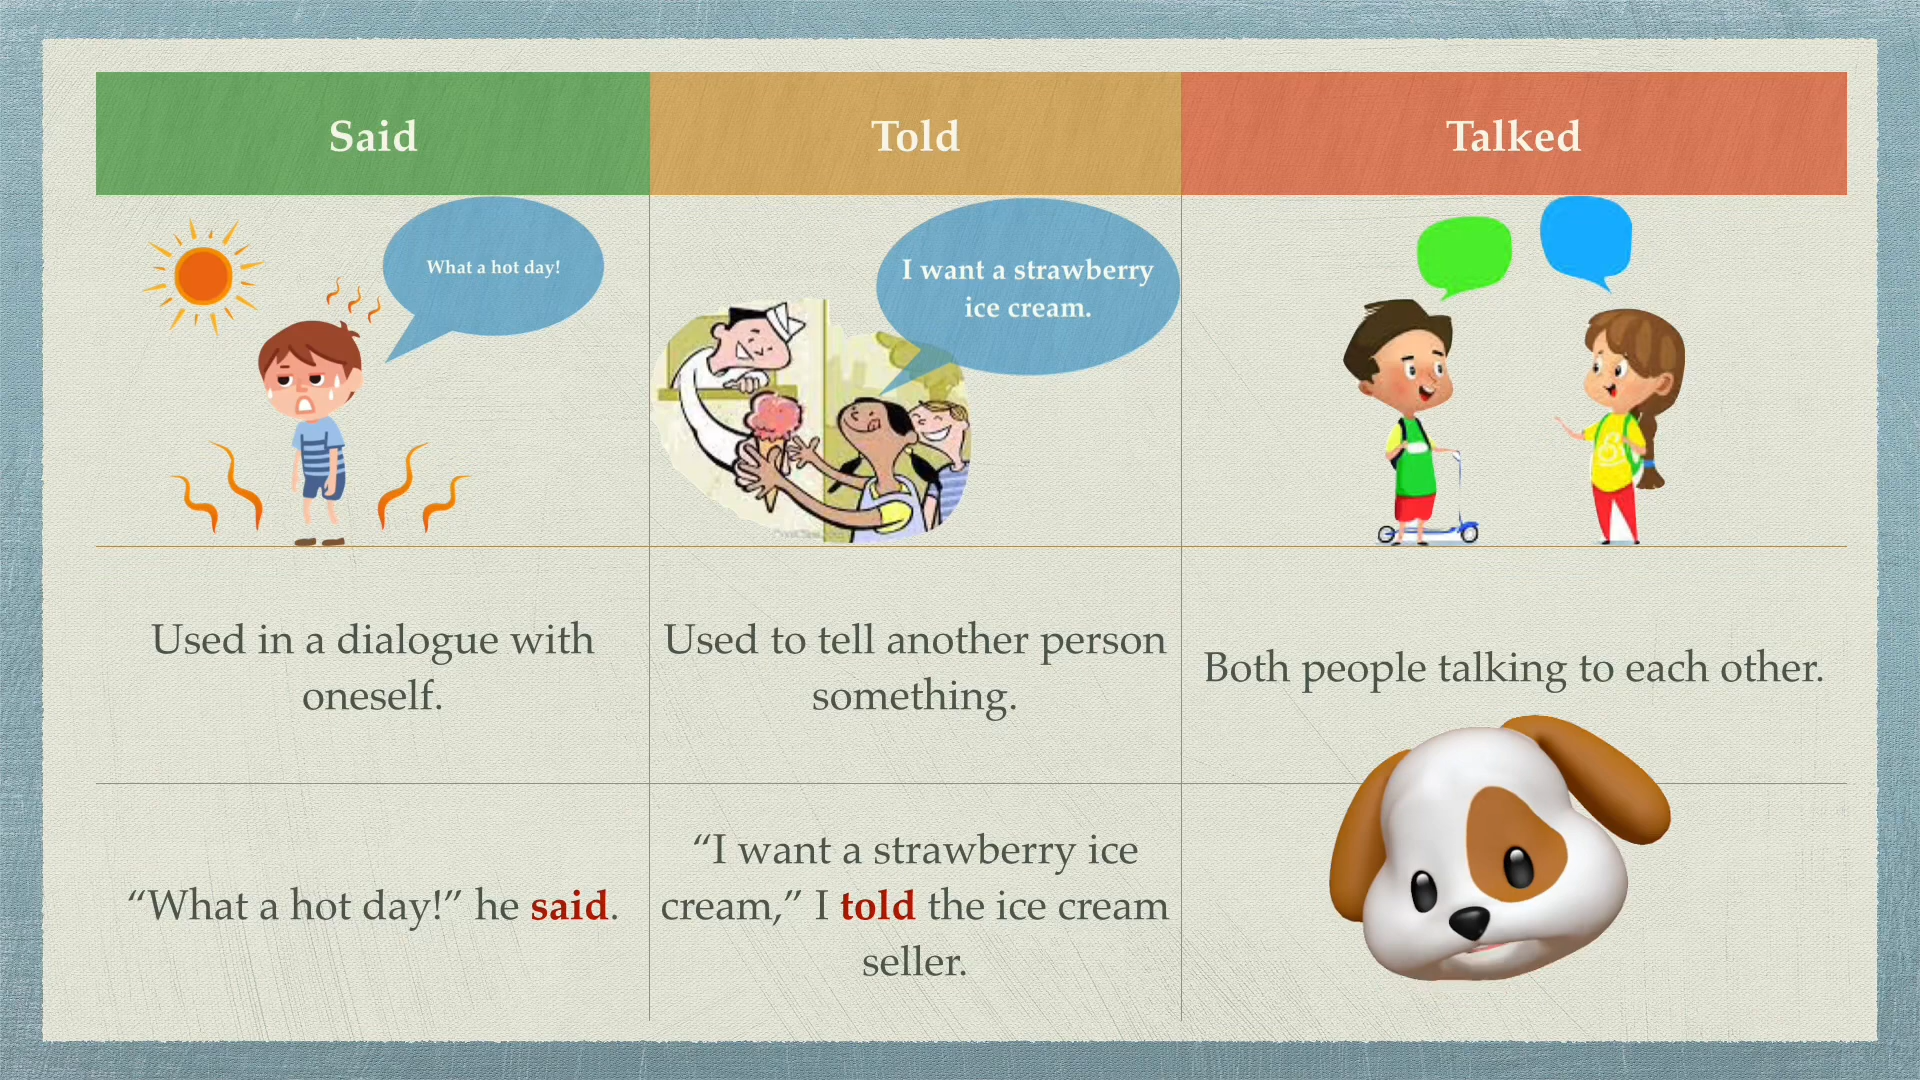 Said
Told
Talked
What a hot day!
I want a strawberry
ice cream.
Used in a dialogue with
oneself.
Used to tell another person
something.
Both people talking to each other.
“What a hot day!” he said.
“I want a strawberry ice
cream,” I told the ice cream
seller.